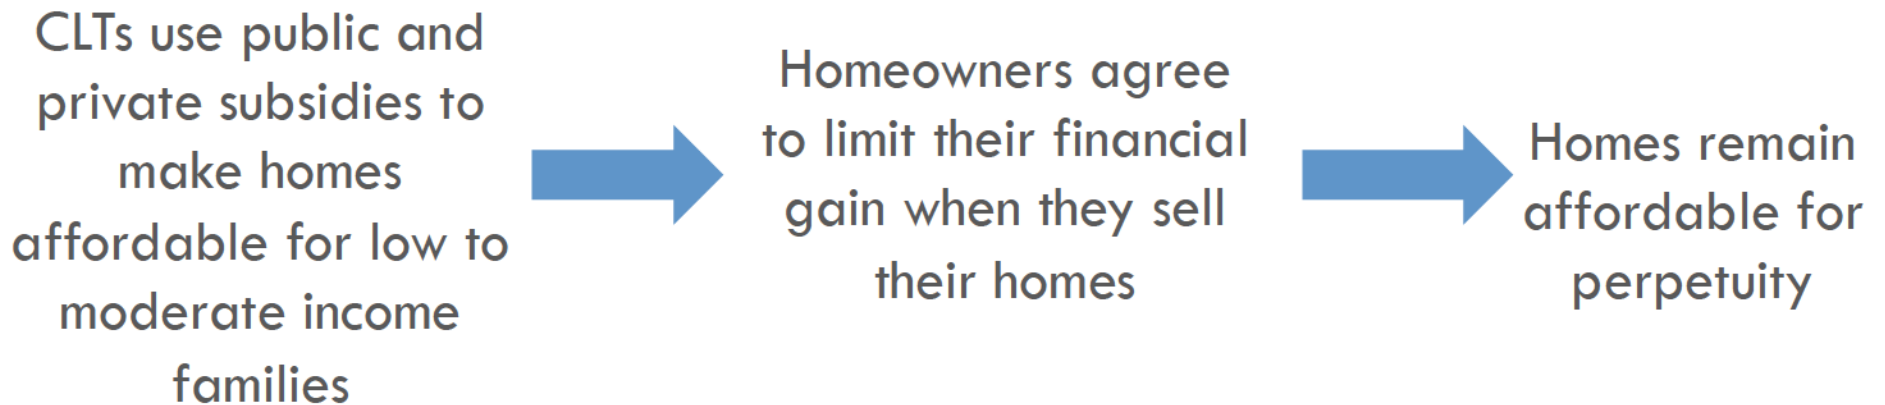 CLTs use public and
private subsidies to
make homes
affordable for low to
moderate income
families
Homeowners agree
to limit their financial
gain when they sell
their homes
Homes remain
affordable for
perpetuity